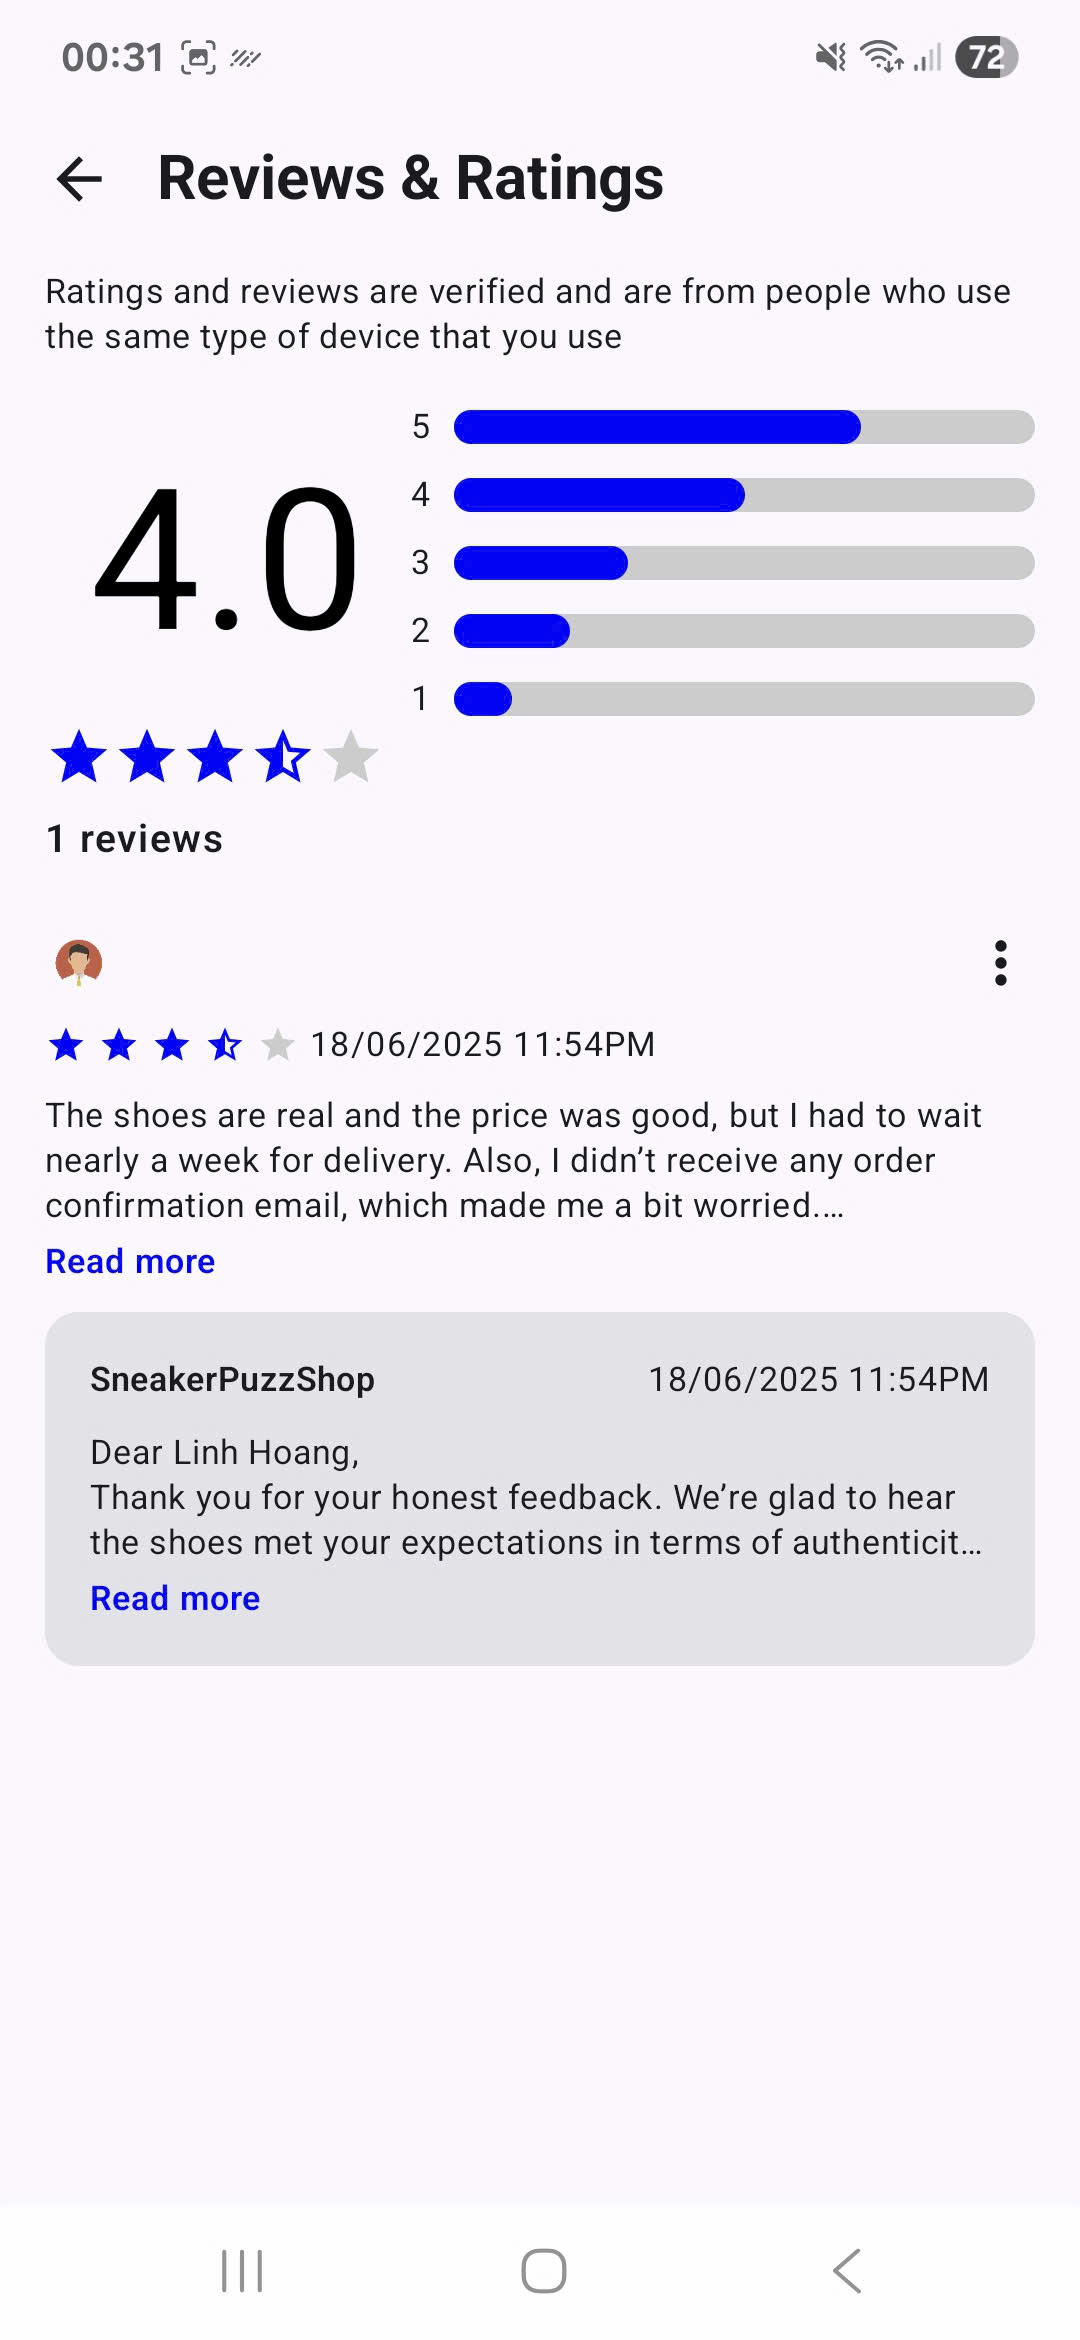 00:31
72
Reviews & Ratings
Ratings and reviews are verified and are from people who use
the same type of device that you use
5
4
3
2
1
4.0
1 reviews
18/06/2025 11:54PM
The shoes are real and the price was good, but I had to wait
nearly a week for delivery. Also, I didn’t receive any order
confirmation email, which made me a bit worried.…
Read more
SneakerPuzzShop 18/06/2025 11:54PM
Dear Linh Hoang,
Thank you for your honest feedback. We’re glad to hear
the shoes met your expectations in terms of authenticit…
Read more